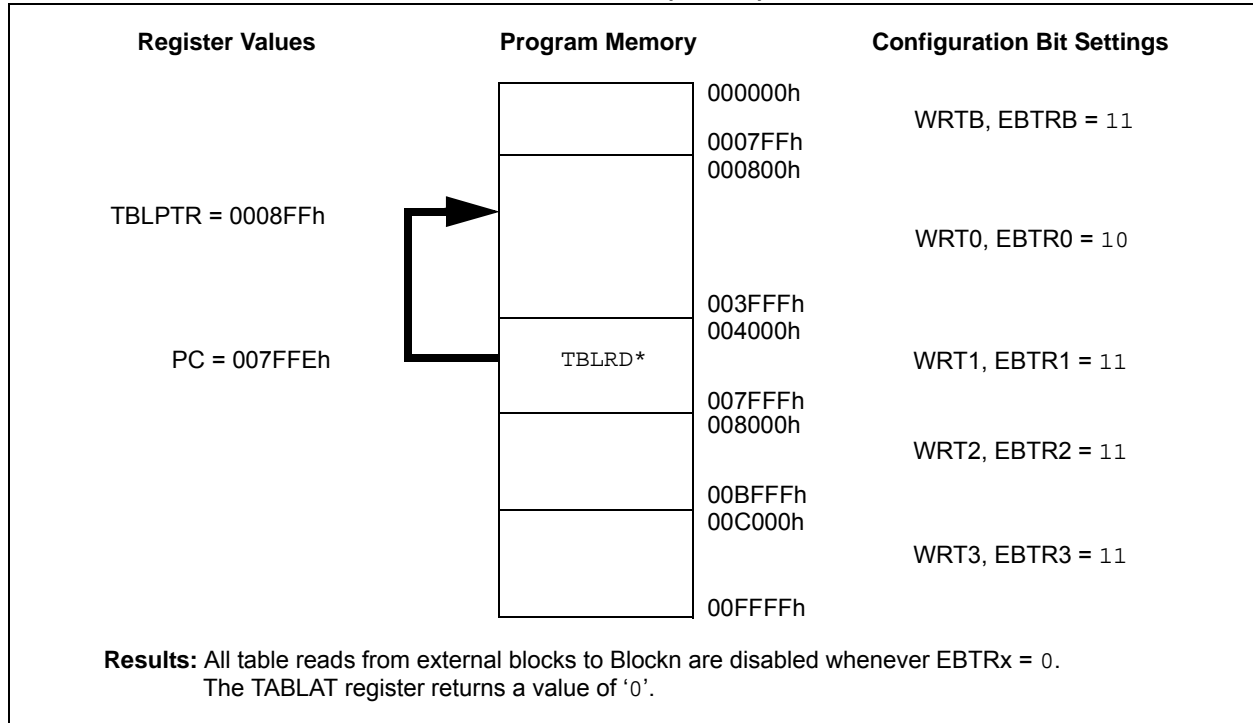 Register Values Program Memory Configuration Bit Settings
000000h
WRTB, EBTRB = 11
0007FFh
000800h
TBLPTR = 0008FFh
WRT0, EBTR0 = 10
003FFFh
004000h
PC = 007FFEh TBLRD* WRT1, EBTR1 = 11
007FFFh
008000h
WRT2, EBTR2 = 11
00BFFFh
00C000h
WRT3, EBTR3 = 11
00FFFFh
Results: All table reads from external blocks to Blockn are disabled whenever EBTRx = 0.
The TABLAT register returns a value of ‘0’.